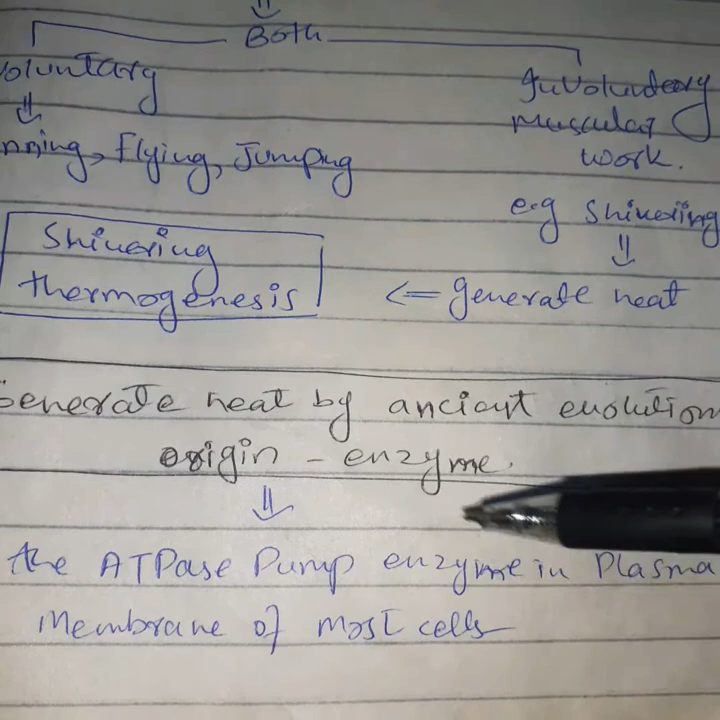 Both
oluntary
Involuntary
muscular
work.
nning, Flying, Jumping
e.g Shivering
Shivering
thermogenesis
<= generate heat
Generate heat by ancient evolution
origin - enzyme.
the ATPase Pump enzyme in Plasma
Membrane of most cells